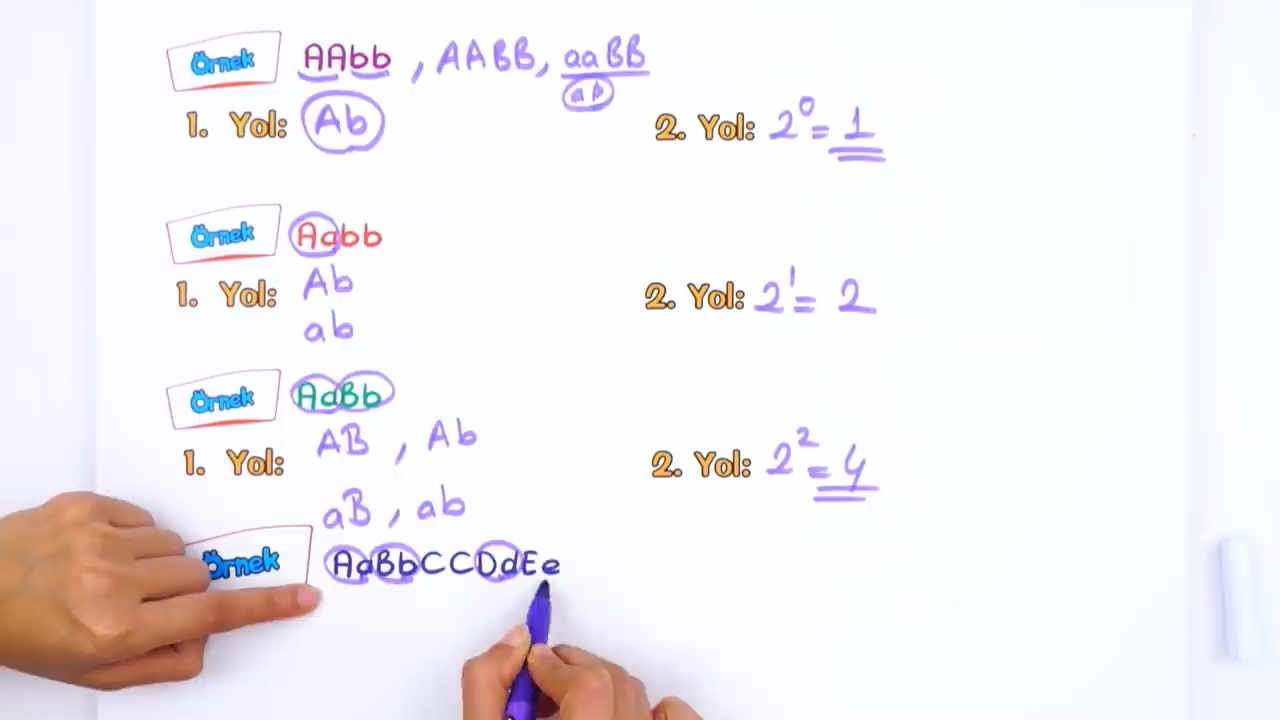 Örnek AAbb , AABB, aaBB
aB
1. Yol: Ab 2. Yol: 2⁰ = 1
Örnek Aabb
1. Yol: Ab 2. Yol: 2¹ = 2
ab
Örnek AaBb
1. Yol: AB , Ab 2. Yol: 2² = 4
aB , ab
Örnek AaBbCCDdEe